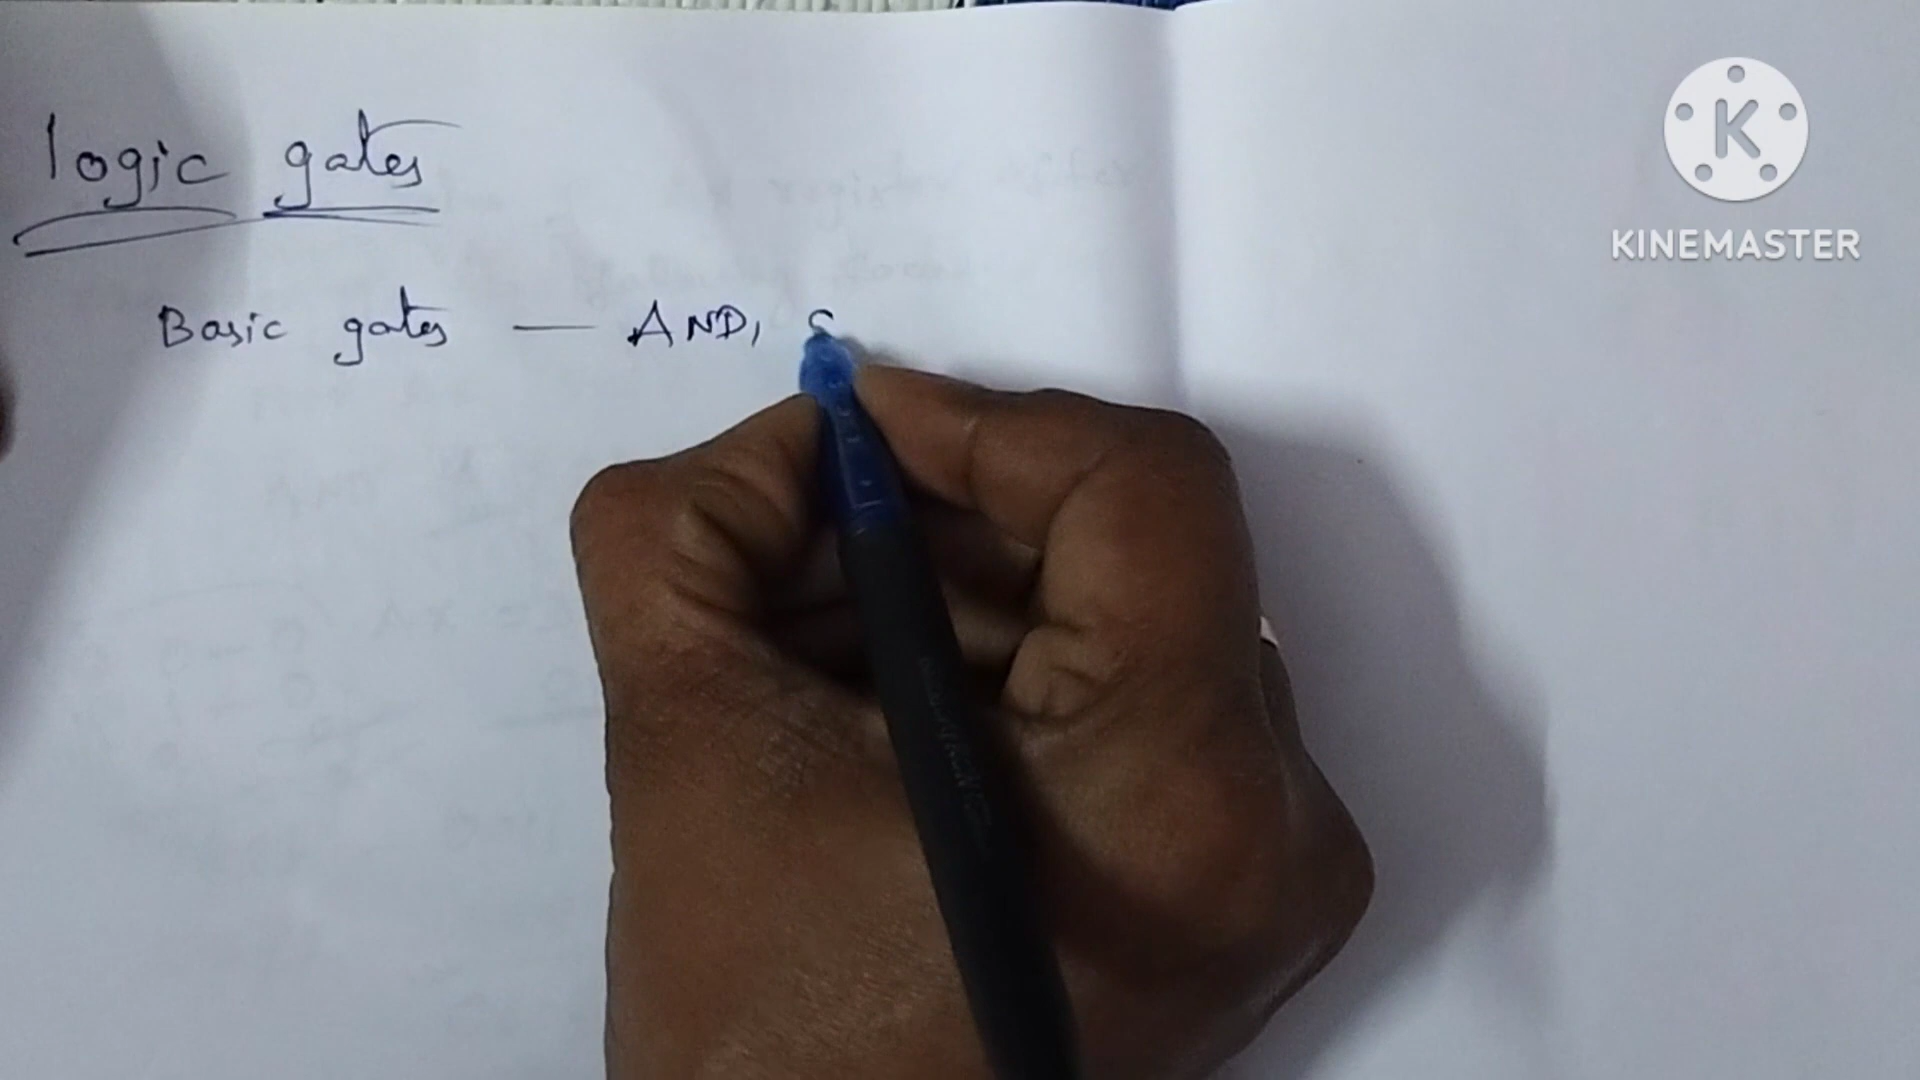 logic gates
Basic gates — AND,
K
KINEMASTER